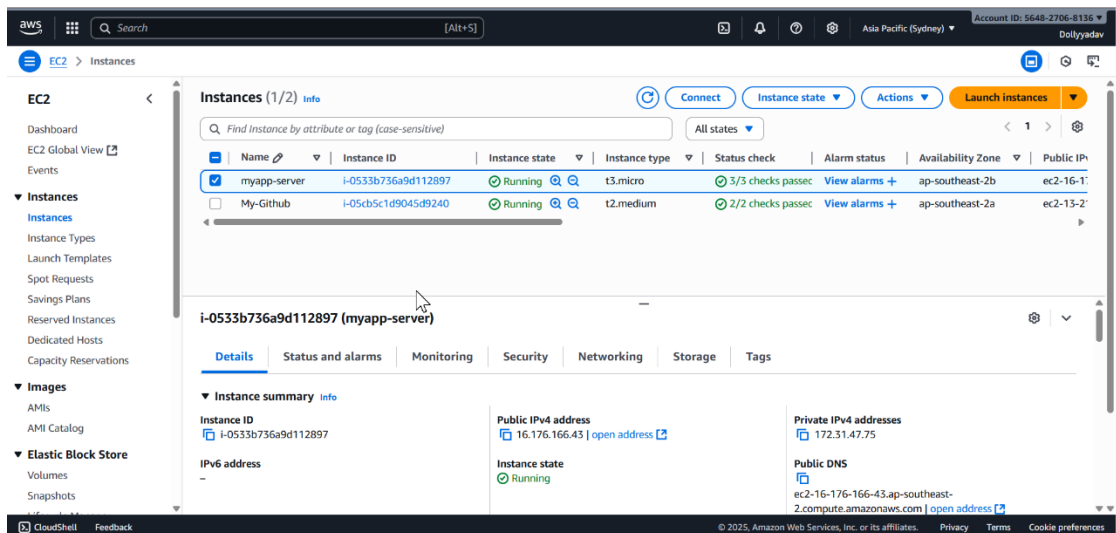 aws
Search [Alt+S]
Asia Pacific (Sydney) ▼
Account ID: 5648-2706-8136 ▼
Dollyyadav
EC2 > Instances
EC2
Dashboard
EC2 Global View
Events
▼ Instances
Instances
Instance Types
Launch Templates
Spot Requests
Savings Plans
Reserved Instances
Dedicated Hosts
Capacity Reservations
▼ Images
AMIs
AMI Catalog
▼ Elastic Block Store
Volumes
Snapshots
Instances (1/2) Info
Connect Instance state ▼ Actions ▼ Launch instances ▼
Find Instance by attribute or tag (case-sensitive) All states ▼ < 1 >
Name Instance ID Instance state Instance type Status check Alarm status Availability Zone Public IPv
myapp-server i-0533b736a9d112897 Running t3.micro 3/3 checks passec View alarms + ap-southeast-2b ec2-16-17
My-Github i-05cb5c1d9045d9240 Running t2.medium 2/2 checks passec View alarms + ap-southeast-2a ec2-13-21
i-0533b736a9d112897 (myapp-server)
Details Status and alarms Monitoring Security Networking Storage Tags
▼ Instance summary Info
Instance ID
i-0533b736a9d112897
IPv6 address
–
Public IPv4 address
16.176.166.43 | open address
Instance state
Running
Private IPv4 addresses
172.31.47.75
Public DNS
ec2-16-176-166-43.ap-southeast-
2.compute.amazonaws.com | open address
CloudShell Feedback © 2025, Amazon Web Services, Inc. or its affiliates. Privacy Terms Cookie preferences